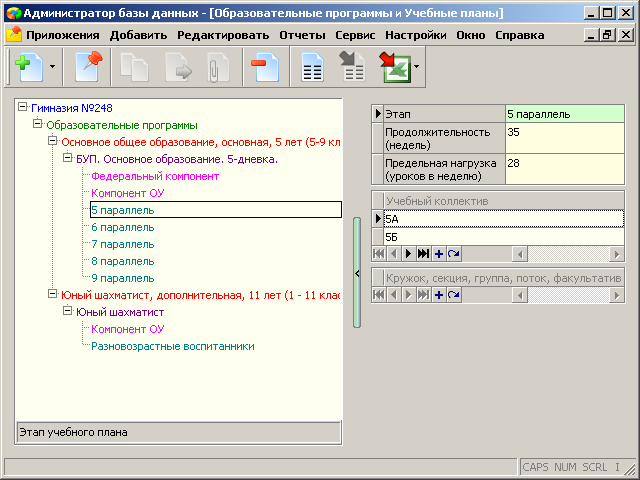 Администратор базы данных - [Образовательные программы и Учебные планы]
Приложения Добавить Редактировать Отчеты Сервис Настройки Окно Справка
Гимназия №248
Образовательные программы
Основное общее образование, основная, 5 лет (5-9 кл
БУП. Основное образование. 5-дневка.
Федеральный компонент
Компонент ОУ
5 параллель
6 параллель
7 параллель
8 параллель
9 параллель
Юный шахматист, дополнительная, 11 лет (1 - 11 клас
Юный шахматист
Компонент ОУ
Разновозрастные воспитанники
Этап учебного плана
Этап 5 параллель
Продолжительность (недель) 35
Предельная нагрузка (уроков в неделю) 28
Учебный коллектив
5А
5Б
Кружок, секция, группа, поток, факультатив
CAPS NUM SCRL I